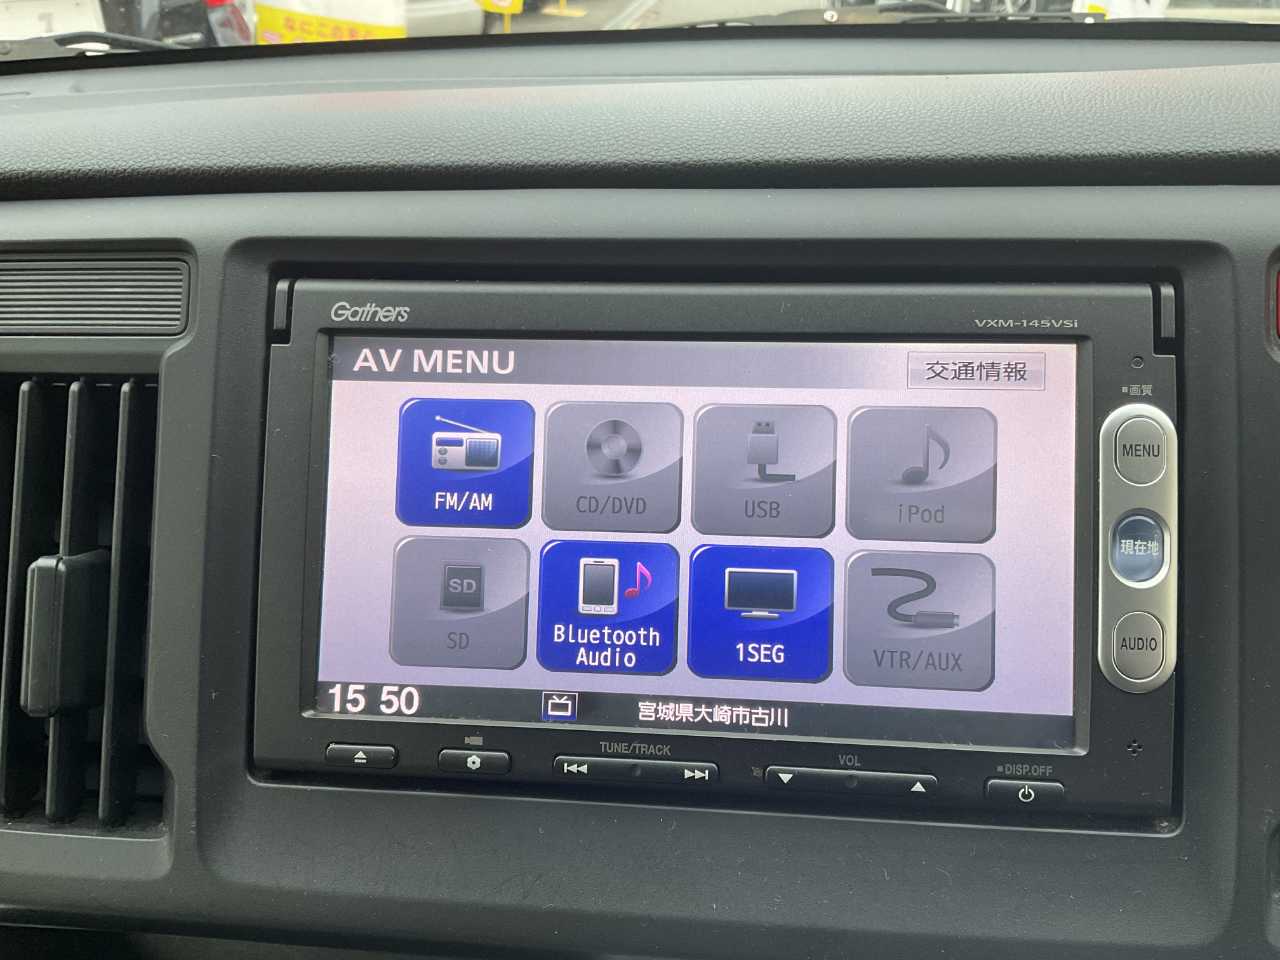 Gathers
VXM-145VSi
AV MENU
交通情報
■画質
FM/AM
CD/DVD
USB
iPod
MENU
現在地
SD
SD
Bluetooth
Audio
1SEG
VTR/AUX
AUDIO
15 50
宮城県大崎市古川
TUNE/TRACK
VOL
■DISP.OFF